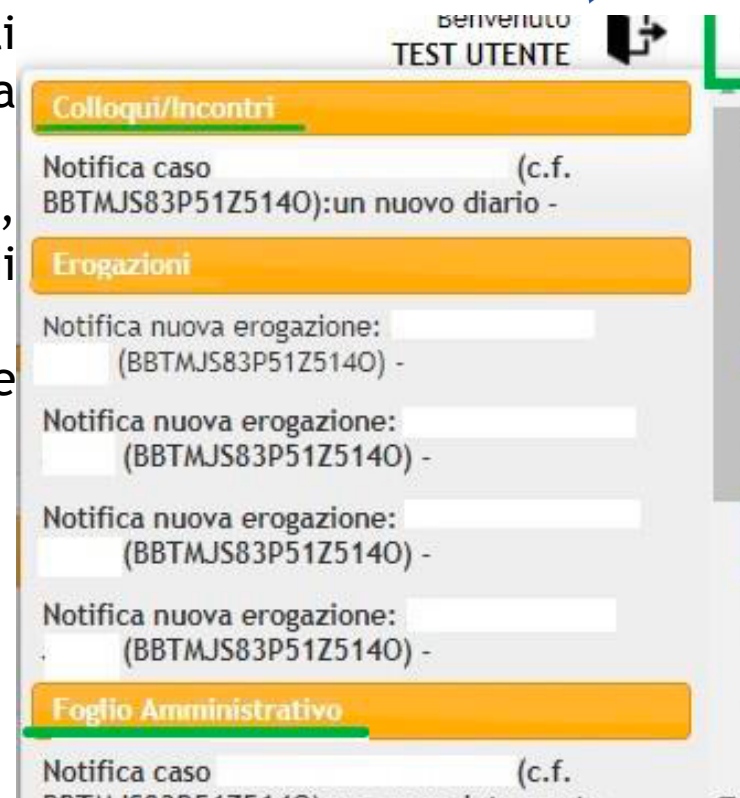 Benvenuto
TEST UTENTE
i
a
,
i
e
Colloqui/Incontri
Notifica caso (c.f.
BBTMJS83P51Z514O):un nuovo diario -
Erogazioni
Notifica nuova erogazione:
(BBTMJS83P51Z514O) -
Notifica nuova erogazione:
(BBTMJS83P51Z514O) -
Notifica nuova erogazione:
(BBTMJS83P51Z514O) -
Notifica nuova erogazione:
(BBTMJS83P51Z514O) -
Foglio Amministrativo
Notifica caso (c.f.